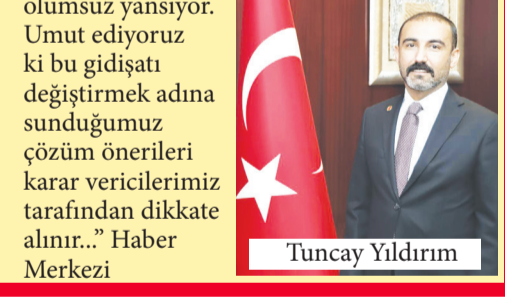 olumsuz yansıyor.
Umut ediyoruz
ki bu gidişatı
değiştirmek adına
sunduğumuz
çözüm önerileri
karar vericilerimiz
tarafından dikkate
alınır...” Haber
Merkezi
Tuncay Yıldırım